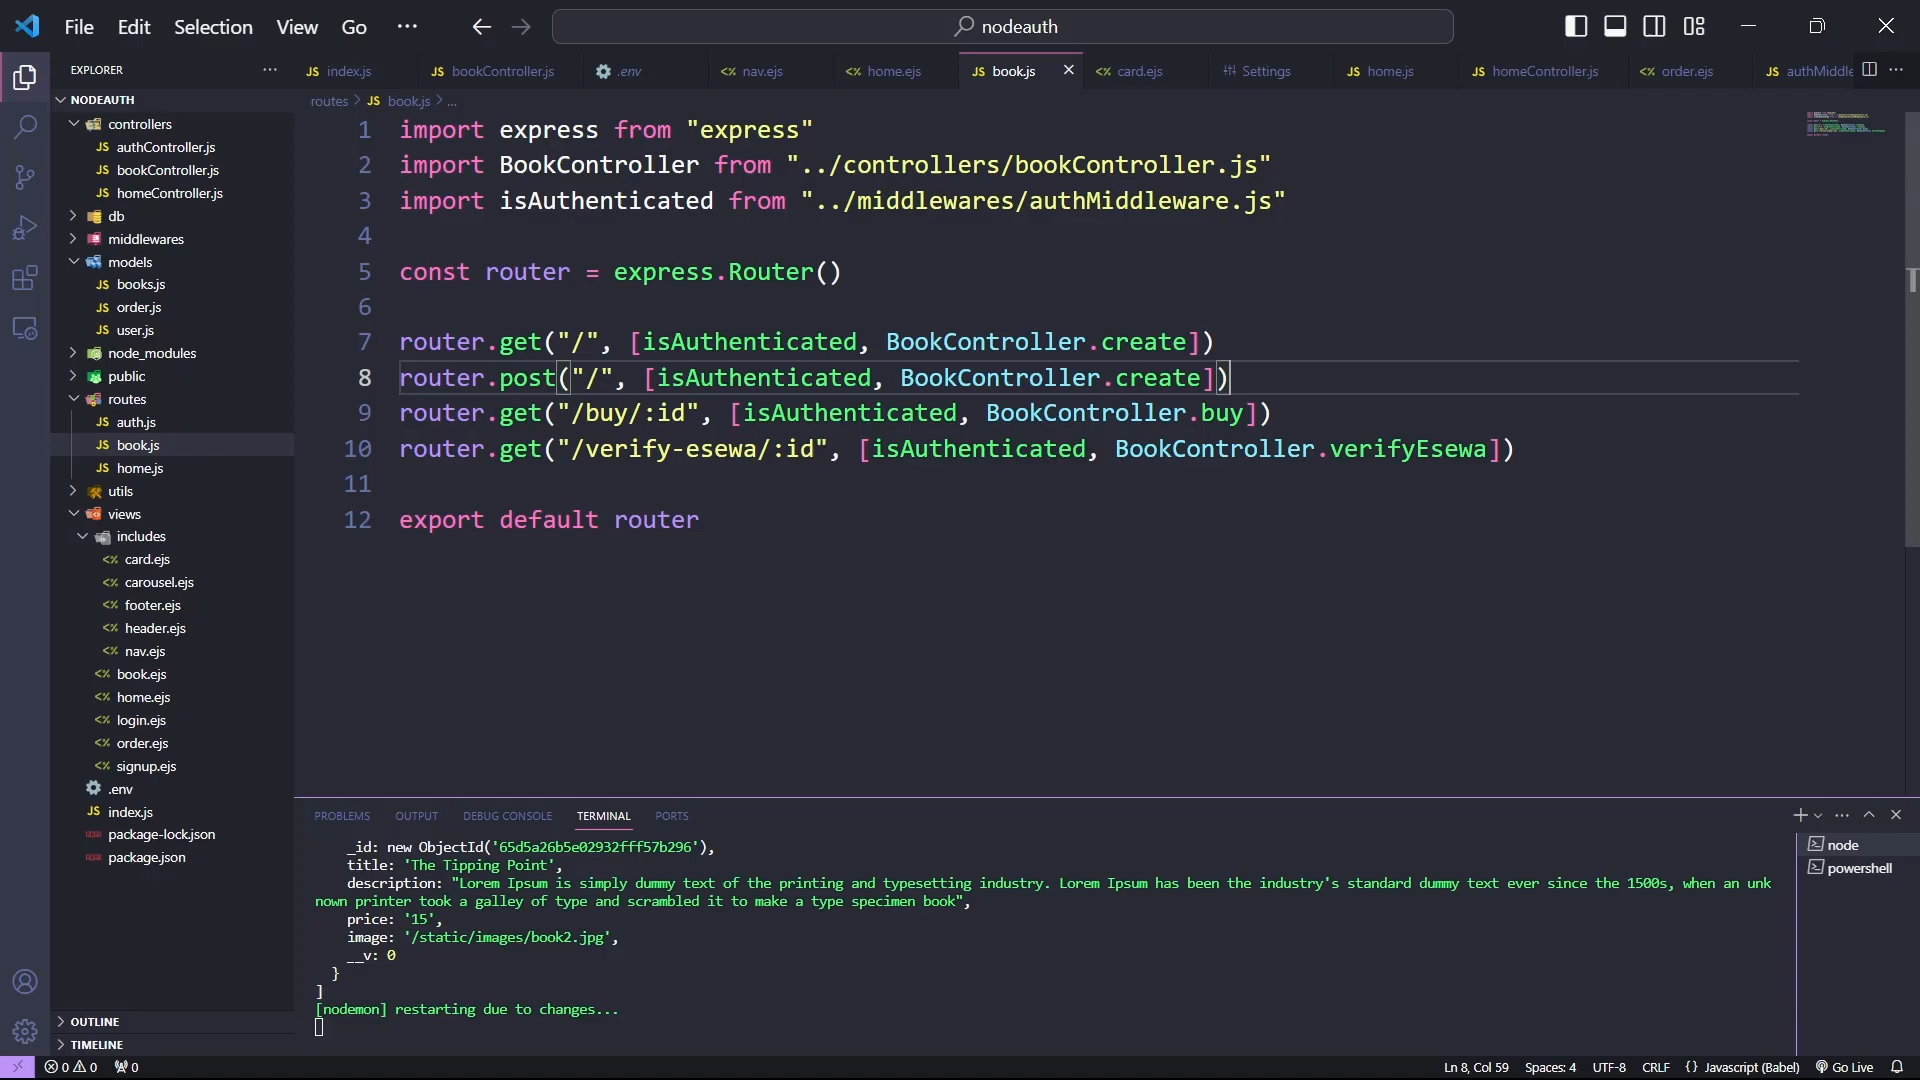 File Edit Selection View Go ··· nodeauth
EXPLORER ···
index.js bookController.js .env nav.ejs home.ejs book.js card.ejs Settings home.js homeController.js order.ejs authMiddle ···
routes > JS book.js > ...
NODEAUTH
controllers
JS authController.js
JS bookController.js
JS homeController.js
db
middlewares
models
JS books.js
JS order.js
JS user.js
node_modules
public
routes
JS auth.js
JS book.js
JS home.js
utils
views
includes
<% card.ejs
<% carousel.ejs
<% footer.ejs
<% header.ejs
<% nav.ejs
<% book.ejs
<% home.ejs
<% login.ejs
<% order.ejs
<% signup.ejs
.env
JS index.js
package-lock.json
package.json
OUTLINE
TIMELINE
1 import express from "express"
2 import BookController from "../controllers/bookController.js"
3 import isAuthenticated from "../middlewares/authMiddleware.js"
4
5 const router = express.Router()
6
7 router.get("/", [isAuthenticated, BookController.create])
8 router.post("/", [isAuthenticated, BookController.create])
9 router.get("/buy/:id", [isAuthenticated, BookController.buy])
10 router.get("/verify-esewa/:id", [isAuthenticated, BookController.verifyEsewa])
11
12 export default router
PROBLEMS OUTPUT DEBUG CONSOLE TERMINAL PORTS
_id: new ObjectId('65d5a26b5e02932fff57b296'),
title: 'The Tipping Point',
description: "Lorem Ipsum is simply dummy text of the printing and typesetting industry. Lorem Ipsum has been the industry's standard dummy text ever since the 1500s, when an unk
nown printer took a galley of type and scrambled it to make a type specimen book",
price: '15',
image: '/static/images/book2.jpg',
__v: 0
}
]
[nodemon] restarting due to changes...
node
powershell
0 0 0 Ln 8, Col 59 Spaces: 4 UTF-8 CRLF {} Javascript (Babel) Go Live